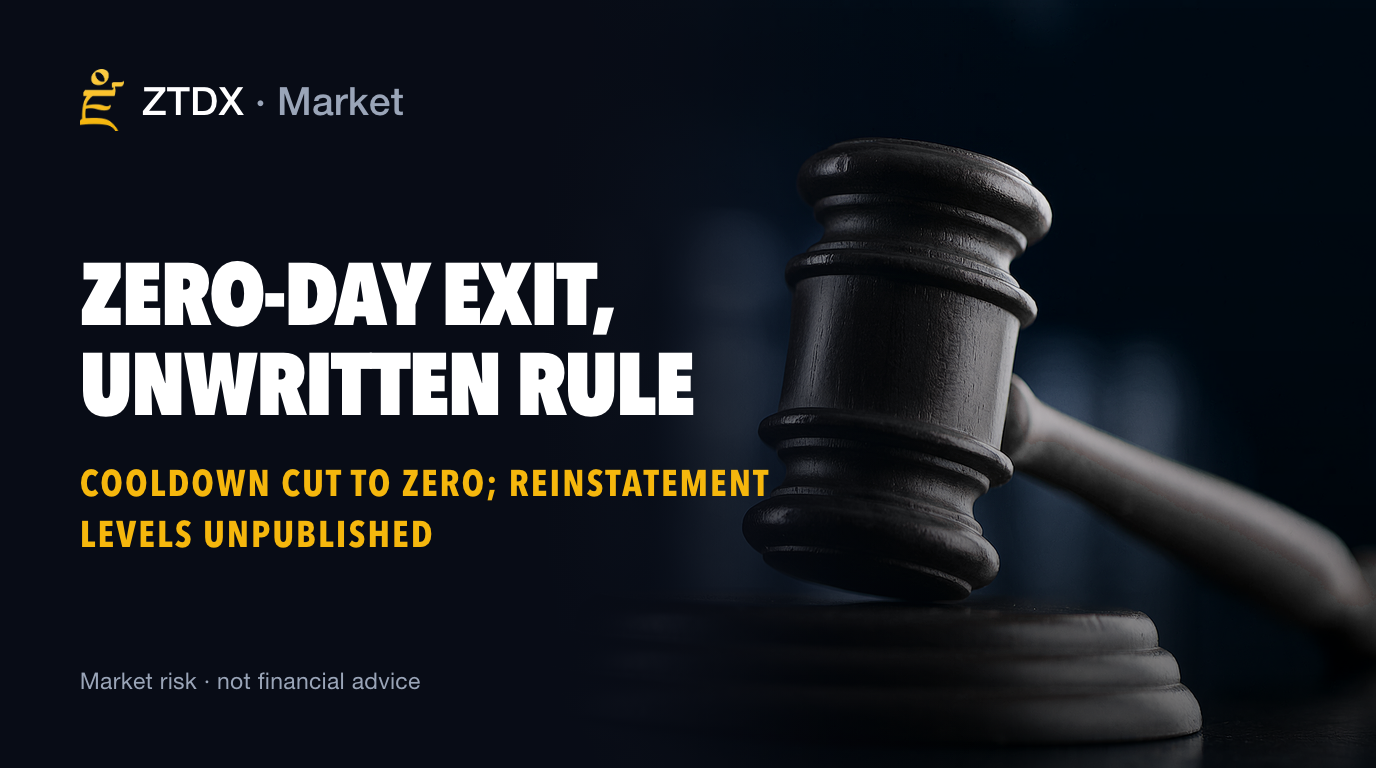 ZTDX · Market
ZERO-DAY EXIT,
UNWRITTEN RULE
COOLDOWN CUT TO ZERO; REINSTATEMENT
LEVELS UNPUBLISHED
Market risk · not financial advice